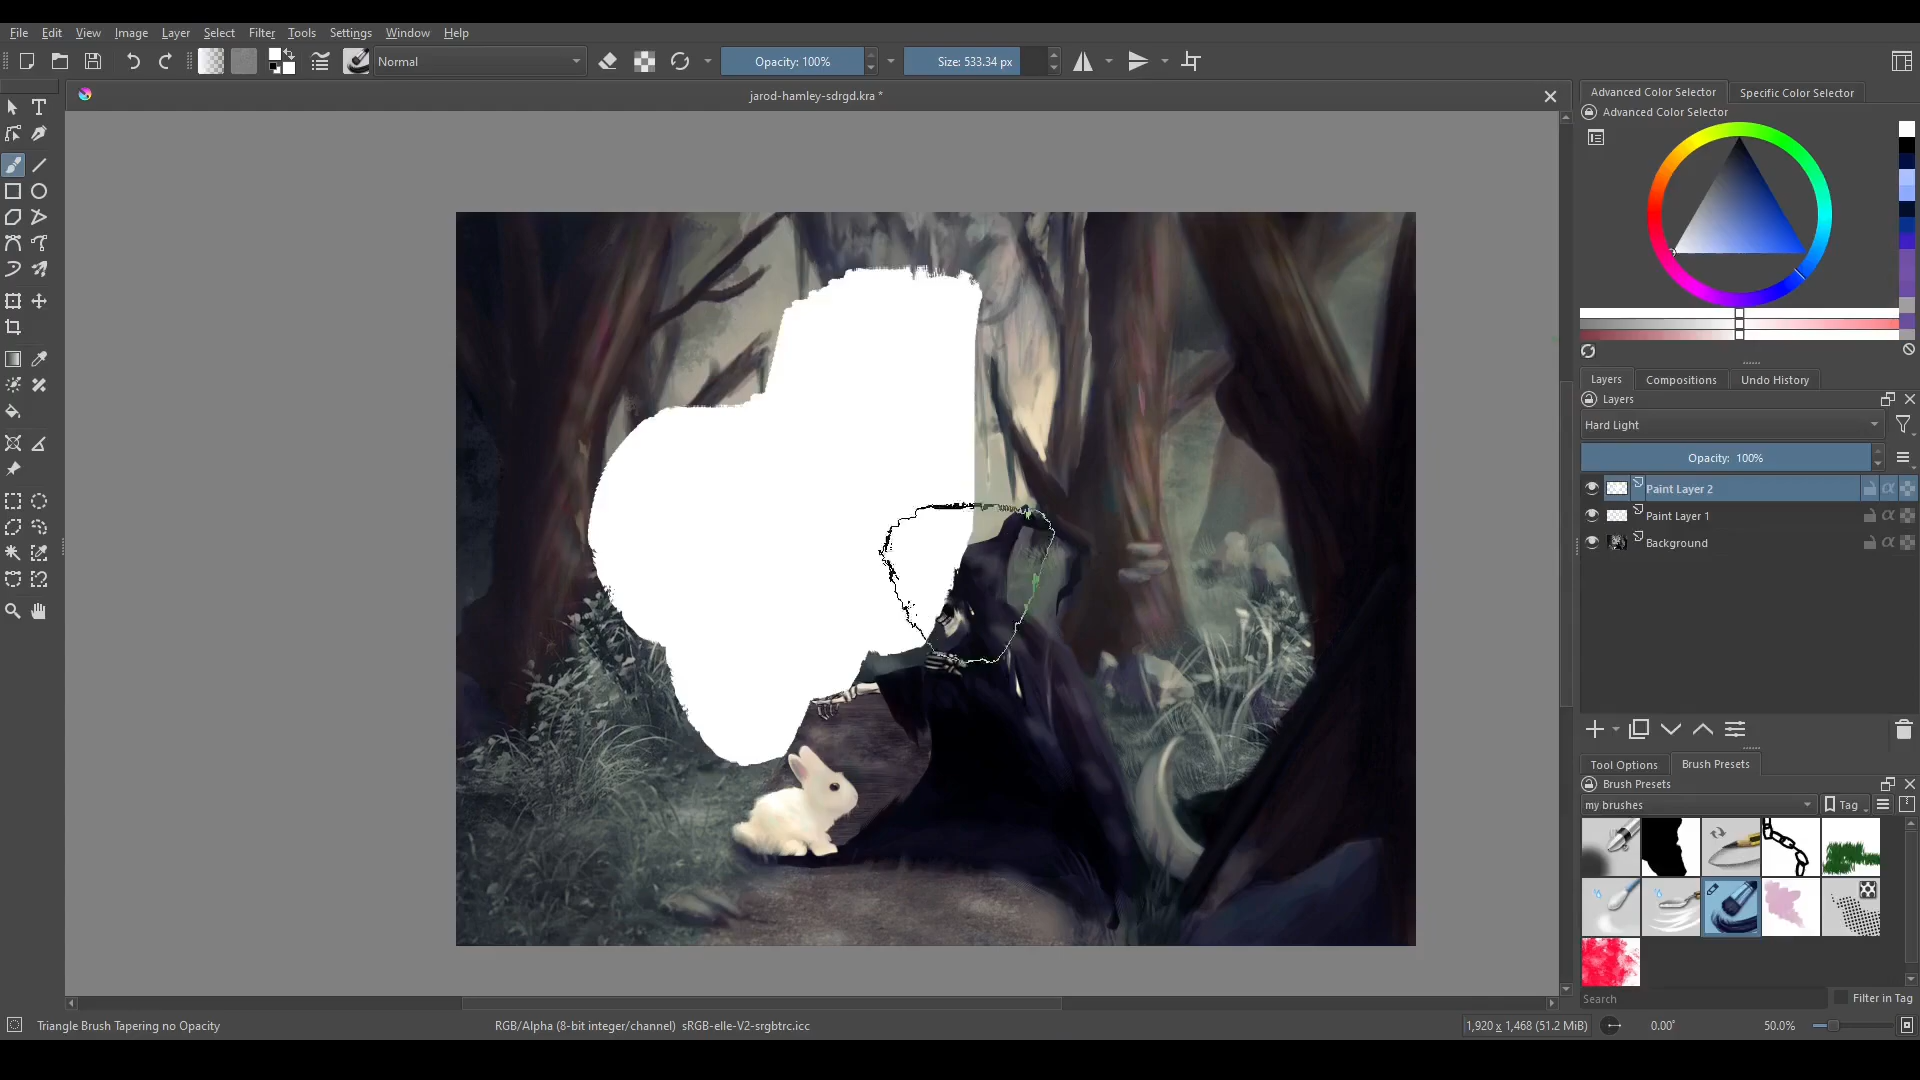 File Edit View Image Layer Select Filter Tools Settings Window Help
Normal Opacity: 100% Size: 533.34 px
jarod-hamley-sdrgd.kra *
Advanced Color Selector Specific Color Selector
Advanced Color Selector
Layers Compositions Undo History
Layers
Hard Light
Opacity: 100%
Paint Layer 2
Paint Layer 1
Background
Tool Options Brush Presets
Brush Presets
my brushes Tag
Search Filter in Tag
Triangle Brush Tapering no Opacity RGB/Alpha (8-bit integer/channel) sRGB-elle-V2-srgbtrc.icc 1,920 x 1,468 (51.2 MiB) 0.00° 50.0%